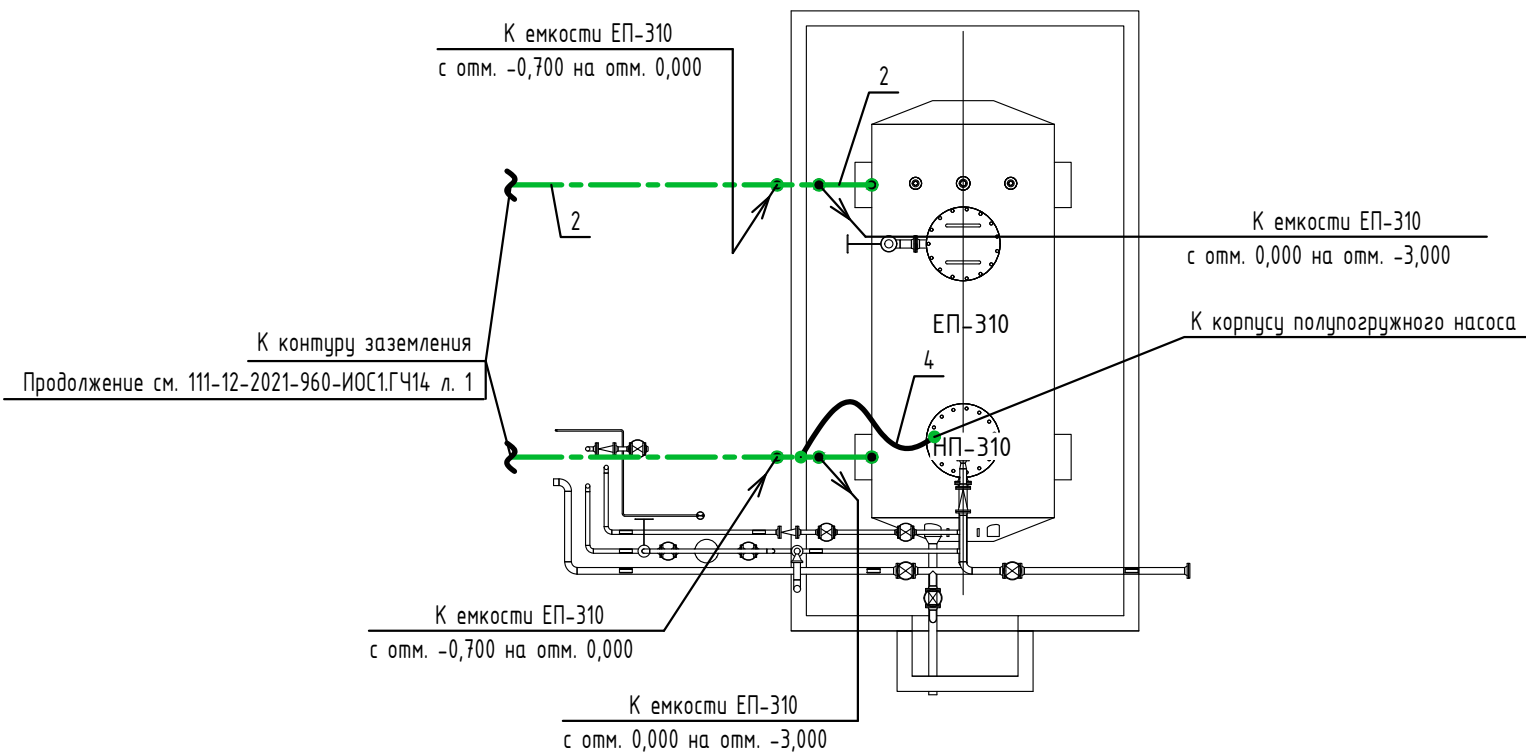 К емкости ЕП-310
с отм. -0,700 на отм. 0,000
2
2
К емкости ЕП-310
с отм. 0,000 на отм. -3,000
ЕП-310
К корпусу полупогружного насоса
К контуру заземления
Продолжение см. 111-12-2021-960-ИОС1.ГЧ14 л. 1
4
НП-310
К емкости ЕП-310
с отм. -0,700 на отм. 0,000
К емкости ЕП-310
с отм. 0,000 на отм. -3,000